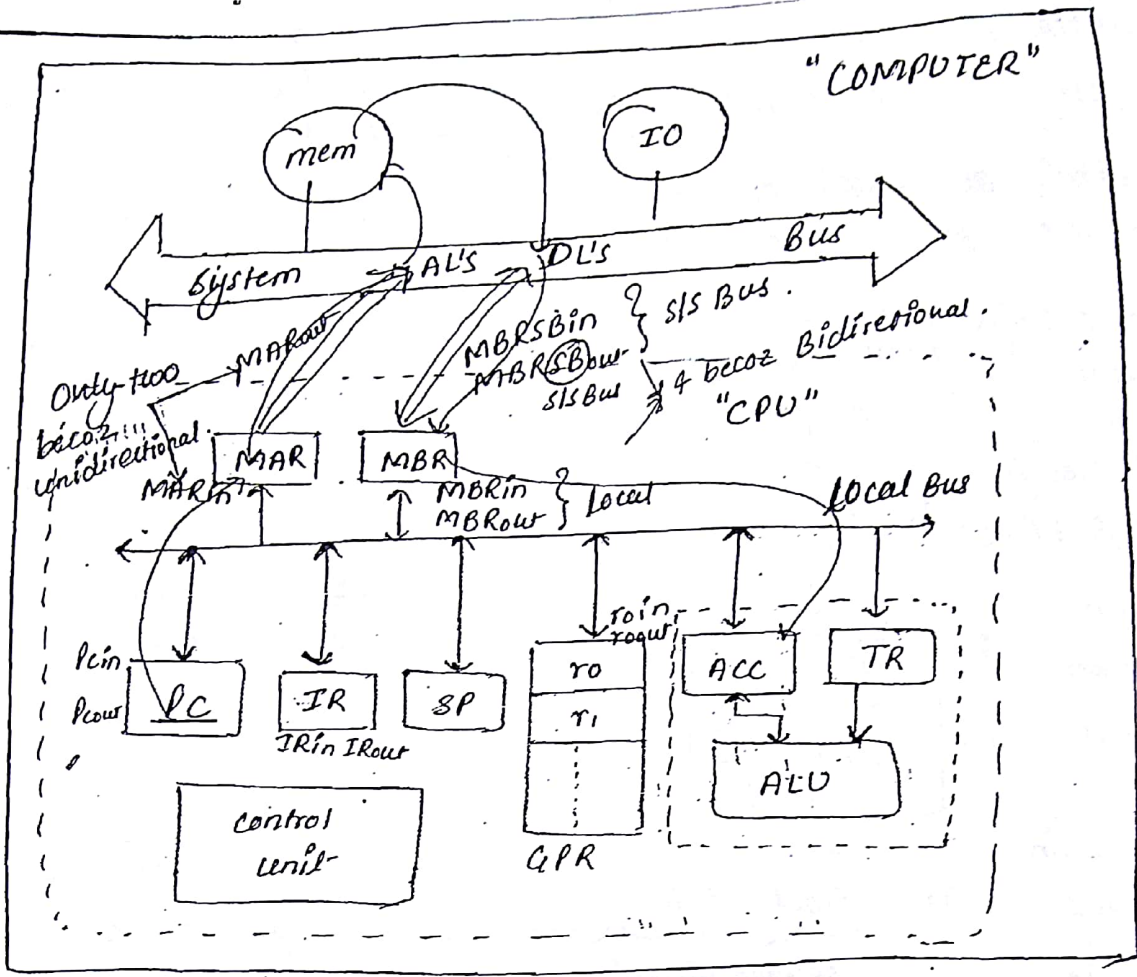 "COMPUTER"
mem
IO
System AL'S DL'S Bus
MARout
MBRSBin } S/S Bus.
MBRSBout
S/S Bus
4 becoz Bidirectional.
Only two
becoz
unidirectional.
"CPU"
MAR
MBR
MARin
MBRin } Local
MBRout
Local Bus
Pcin
Pcout
PC
IR
IRin IRout
SP
roin
roout
r0
r1
GPR
ACC
TR
ALU
control
unit